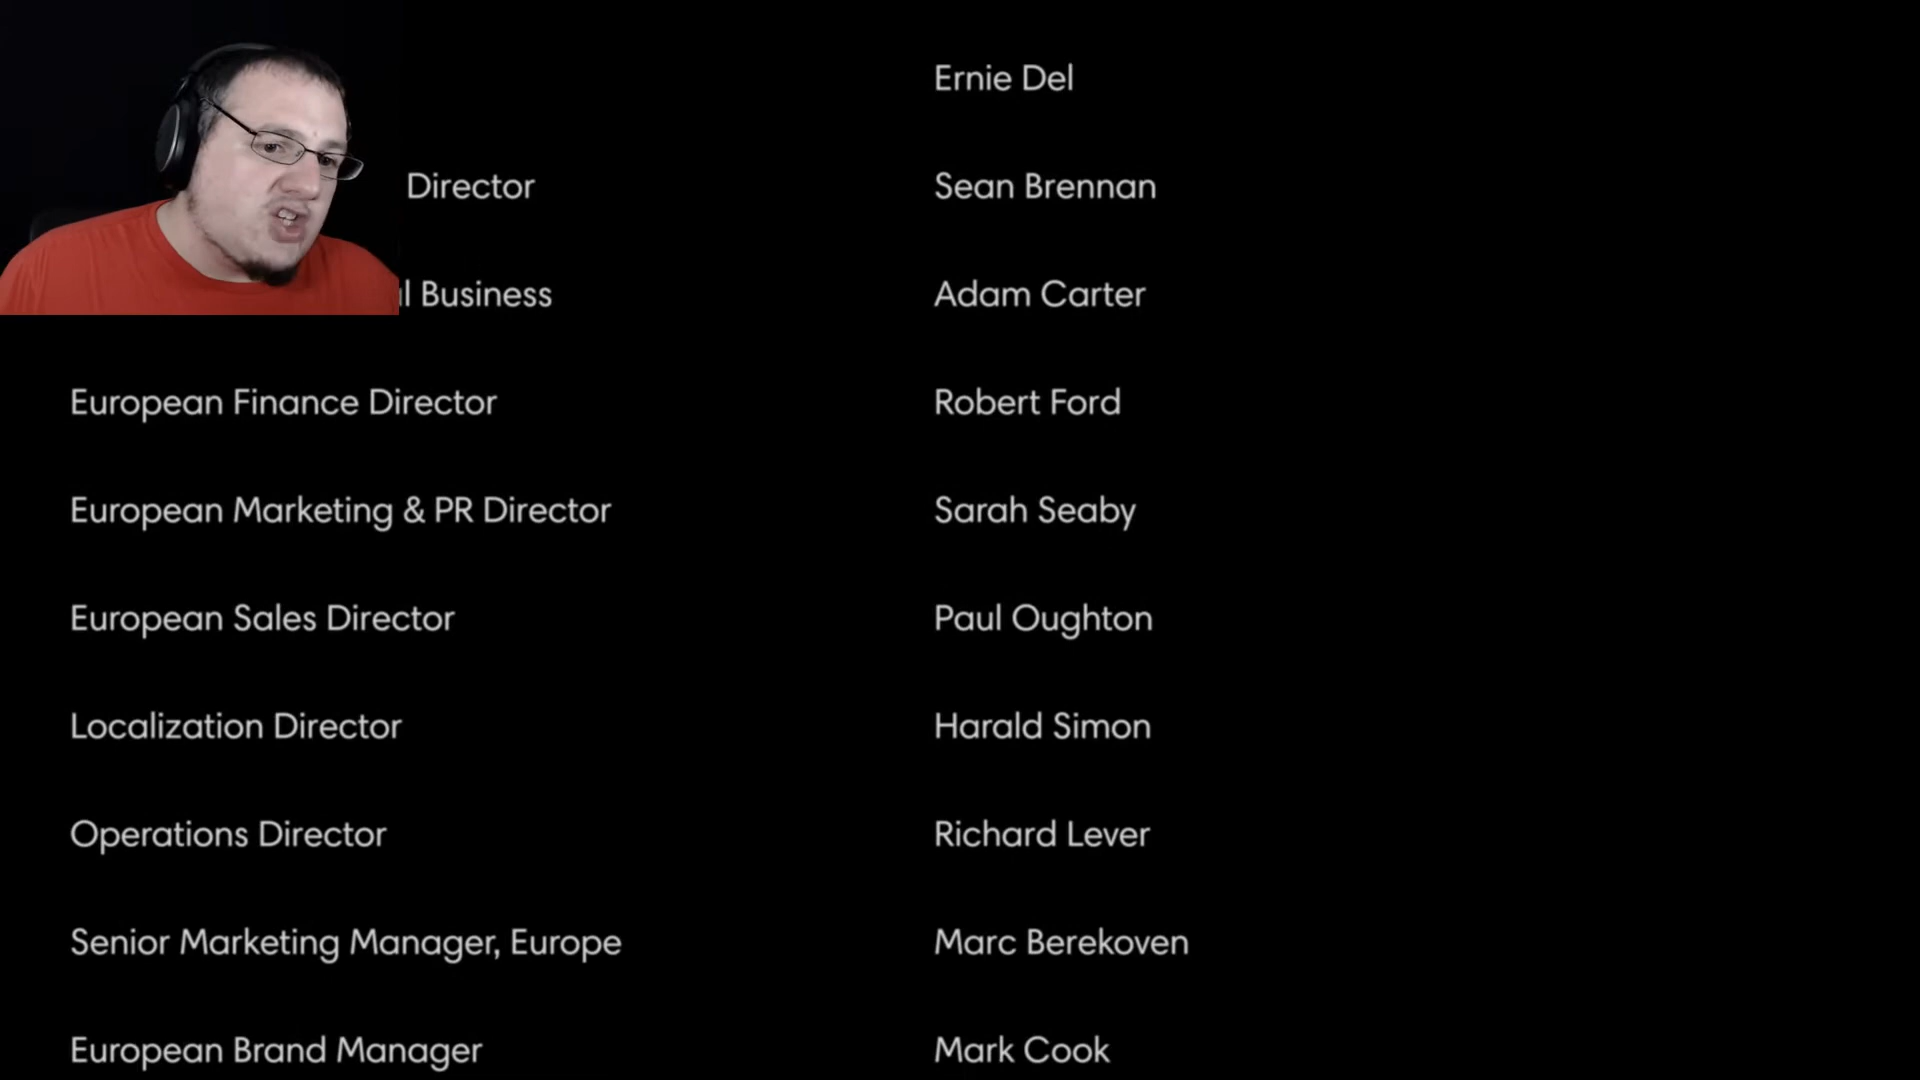 Ernie Del
Director Sean Brennan
Business Adam Carter
European Finance Director Robert Ford
European Marketing & PR Director Sarah Seaby
European Sales Director Paul Oughton
Localization Director Harald Simon
Operations Director Richard Lever
Senior Marketing Manager, Europe Marc Berekoven
European Brand Manager Mark Cook